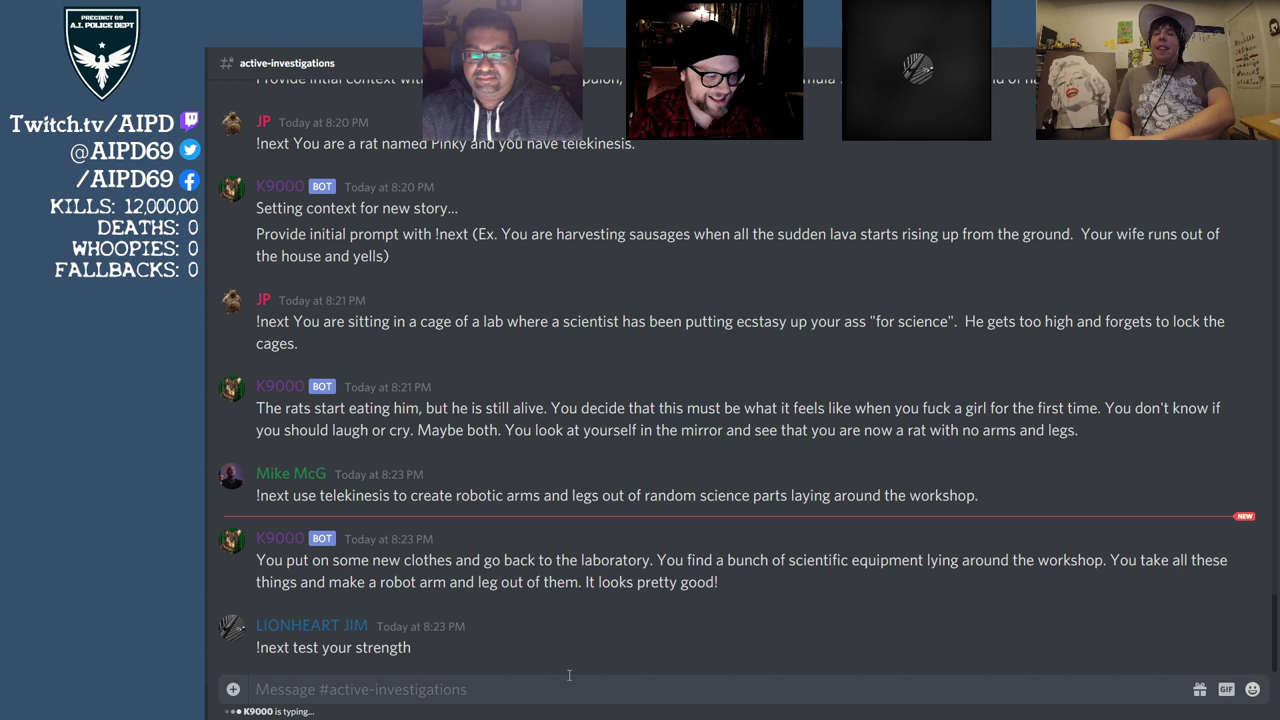 PRECINCT 69
A.I. POLICE DEPT
Twitch.tv/AIPD
@AIPD69
/AIPD69
KILLS: 12,000,00
DEATHS: 0
WHOOPIES: 0
FALLBACKS: 0
active-investigations
Provide initial context with
JP Today at 8:20 PM
!next You are a rat named Pinky and you have telekinesis.
K9000 BOT Today at 8:20 PM
Setting context for new story...
Provide initial prompt with !next (Ex. You are harvesting sausages when all the sudden lava starts rising up from the ground. Your wife runs out of
the house and yells)
JP Today at 8:21 PM
!next You are sitting in a cage of a lab where a scientist has been putting ecstasy up your ass "for science". He gets too high and forgets to lock the
cages.
K9000 BOT Today at 8:21 PM
The rats start eating him, but he is still alive. You decide that this must be what it feels like when you fuck a girl for the first time. You don't know if
you should laugh or cry. Maybe both. You look at yourself in the mirror and see that you are now a rat with no arms and legs.
Mike McG Today at 8:23 PM
!next use telekinesis to create robotic arms and legs out of random science parts laying around the workshop.
NEW
K9000 BOT Today at 8:23 PM
You put on some new clothes and go back to the laboratory. You find a bunch of scientific equipment lying around the workshop. You take all these
things and make a robot arm and leg out of them. It looks pretty good!
LIONHEART JIM Today at 8:23 PM
!next test your strength
Message #active-investigations
GIF
K9000 is typing...